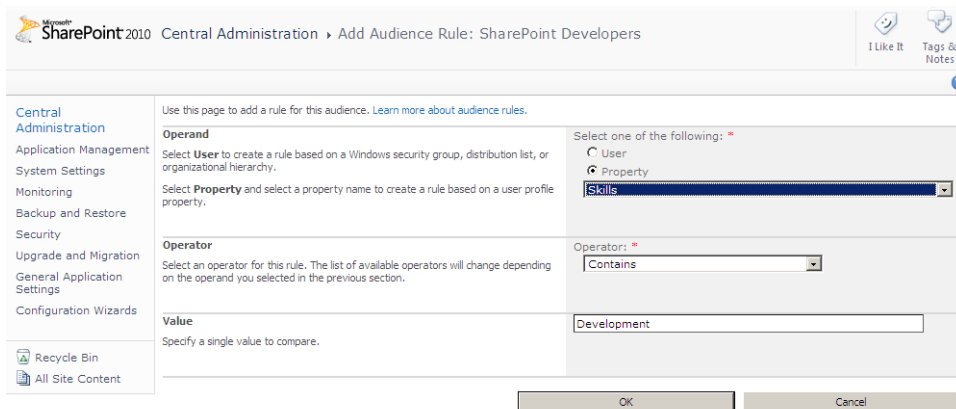 Microsoft
SharePoint 2010 Central Administration ▸ Add Audience Rule: SharePoint Developers
I Like It
Tags &
Notes
Central
Administration
Application Management
System Settings
Monitoring
Backup and Restore
Security
Upgrade and Migration
General Application
Settings
Configuration Wizards
Recycle Bin
All Site Content
Use this page to add a rule for this audience. Learn more about audience rules.
Operand
Select User to create a rule based on a Windows security group, distribution list, or
organizational hierarchy.
Select Property and select a property name to create a rule based on a user profile
property.
Select one of the following: *
User
Property
Skills
Operator
Select an operator for this rule. The list of available operators will change depending
on the operand you selected in the previous section.
Operator: *
Contains
Value
Specify a single value to compare.
Development
OK
Cancel